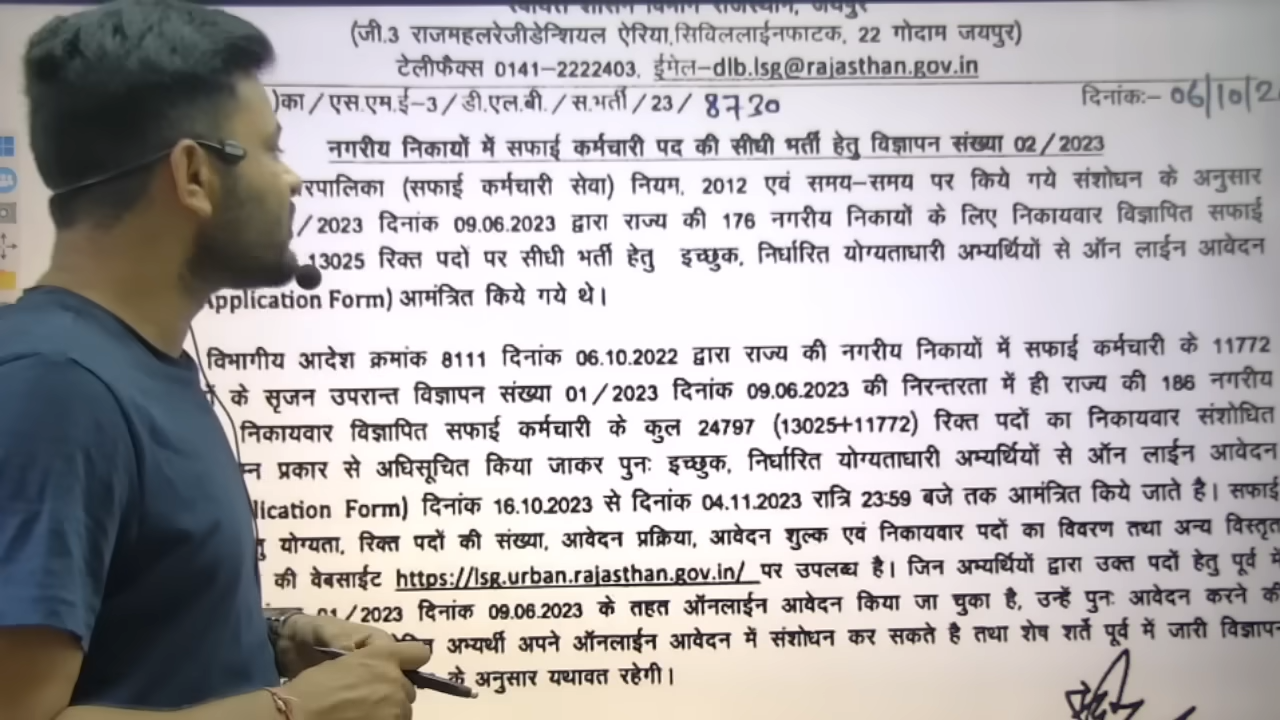 स्वायत्त शासन विभाग राजस्थान, जयपुर
(जी.3 राजमहलरेजीडेन्शियल ऐरिया,सिविललाईनफाटक, 22 गोदाम जयपुर)
टेलीफैक्स 0141–2222403, ईमेल–dlb.lsg@rajasthan.gov.in
)का / एस.एम.ई–3 / डी.एल.बी. / स.भर्ती / 23 / 8730 दिनांकः– 06/10/2
नगरीय निकायों में सफाई कर्मचारी पद की सीधी भर्ती हेतु विज्ञापन संख्या 02 / 2023
रपालिका (सफाई कर्मचारी सेवा) नियम, 2012 एवं समय–समय पर किये गये संशोधन के अनुसार
/ 2023 दिनांक 09.06.2023 द्वारा राज्य की 176 नगरीय निकायों के लिए निकायवार विज्ञापित सफाई
13025 रिक्त पदों पर सीधी भर्ती हेतु इच्छुक, निर्धारित योग्यताधारी अभ्यर्थियों से ऑन लाईन आवेदन
Application Form) आमंत्रित किये गये थे।
विभागीय आदेश क्रमांक 8111 दिनांक 06.10.2022 द्वारा राज्य की नगरीय निकायों में सफाई कर्मचारी के 11772
के सृजन उपरान्त विज्ञापन संख्या 01 / 2023 दिनांक 09.06.2023 की निरन्तरता में ही राज्य की 186 नगरीय
निकायवार विज्ञापित सफाई कर्मचारी के कुल 24797 (13025+11772) रिक्त पदों का निकायवार संशोधित
न प्रकार से अधिसूचित किया जाकर पुनः इच्छुक, निर्धारित योग्यताधारी अभ्यर्थियों से ऑन लाईन आवेदन
lication Form) दिनांक 16.10.2023 से दिनांक 04.11.2023 रात्रि 23:59 बजे तक आमंत्रित किये जाते है। सफाई
योग्यता, रिक्त पदों की संख्या, आवेदन प्रक्रिया, आवेदन शुल्क एवं निकायवार पदों का विवरण तथा अन्य विस्तृत
की वेबसाईट https://lsg.urban.rajasthan.gov.in/ पर उपलब्ध है। जिन अभ्यर्थियों द्वारा उक्त पदों हेतु पूर्व में
01 / 2023 दिनांक 09.06.2023 के तहत ऑनलाईन आवेदन किया जा चुका है, उन्हें पुनः आवेदन करने की
अभ्यर्थी अपने ऑनलाईन आवेदन में संशोधन कर सकते है तथा शेष शर्ते पूर्व में जारी विज्ञापन
के अनुसार यथावत रहेगी।